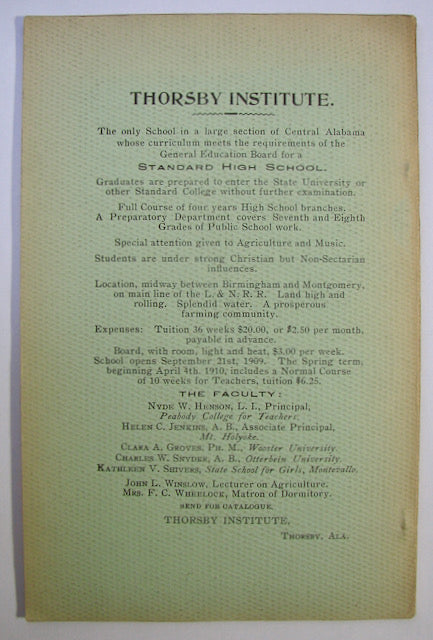 THORSBY INSTITUTE.
The only School in a large section of Central Alabama
whose curriculum meets the requirements of the
General Education Board for a
STANDARD HIGH SCHOOL.
Graduates are prepared to enter the State University or
other Standard College without further examination.
Full Course of four years High School branches.
A Preparatory Department covers Seventh and Eighth
Grades of Public School work.
Special attention given to Agriculture and Music.
Students are under strong Christian but Non-Sectarian
influences.
Location, midway between Birmingham and Montgomery,
on main line of the L. & N. R. R. Land high and
rolling. Splendid water. A prosperous
farming community.
Expenses: Tuition 36 weeks $20.00, or $2.50 per month,
payable in advance.
Board, with room, light and heat, $3.00 per week.
School opens September 21st, 1909. The Spring term,
beginning April 4th, 1910, includes a Normal Course
of 10 weeks for Teachers, tuition $6.25.
THE FACULTY:
NYDE W. HENSON, L. I., Principal,
Peabody College for Teachers.
HELEN C. JENKINS, A. B., Associate Principal,
Mt. Holyoke.
CLARA A. GROVES, PH. M., Wooster University.
CHARLES W. SNYDER, A. B., Otterbein University.
KATHLEEN V. SHIVERS, State School for Girls, Montevallo.
JOHN L. WINSLOW, Lecturer on Agriculture.
MRS. F. C. WHEELOCK, Matron of Dormitory.
SEND FOR CATALOGUE.
THORSBY INSTITUTE,
THORSBY, ALA.